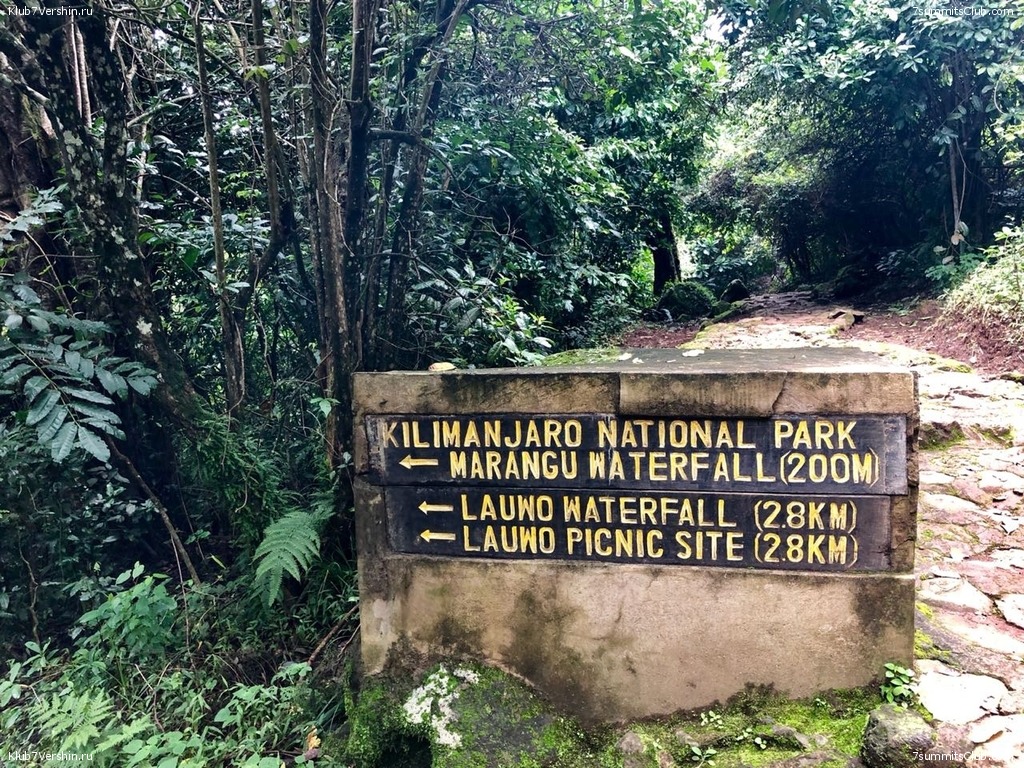 Klub7Vershin.ru
7summitsClub.com
KILIMANJARO NATIONAL PARK
← MARANGU WATERFALL (200M)
← LAUWO WATERFALL (2.8KM)
← LAUWO PICNIC SITE (2.8KM)
Klub7Vershin.ru
7summitsClub.com